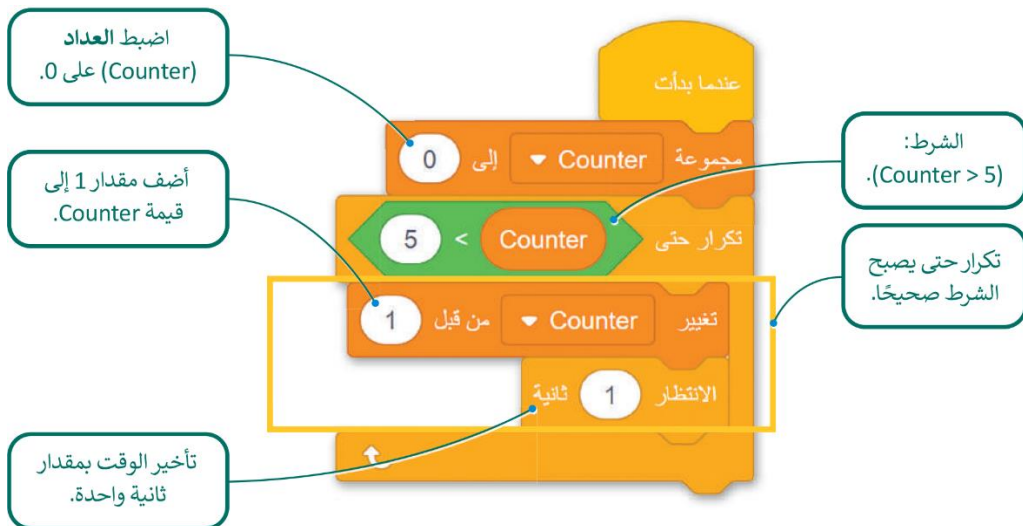 اضبط العداد
(Counter) على 0.
عندما بدأت
مجموعة Counter إلى 0
الشرط:
(Counter > 5).
أضف مقدار 1 إلى
قيمة Counter.
تكرار حتى Counter < 5
تكرار حتى يصبح
الشرط صحيحًا.
تغيير Counter من قبل 1
الانتظار 1 ثانية
تأخير الوقت بمقدار
ثانية واحدة.